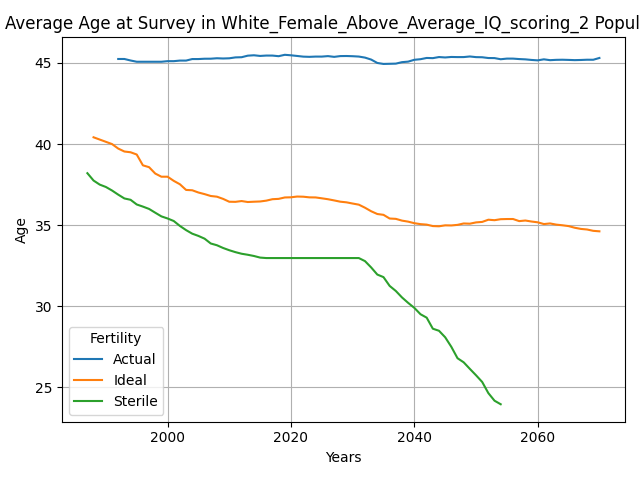 Average Age at Survey in White_Female_Above_Average_IQ_scoring_2 Popul
45
40
35
30
25
Age
Fertility
Actual
Ideal
Sterile
2000 2020 2040 2060
Years